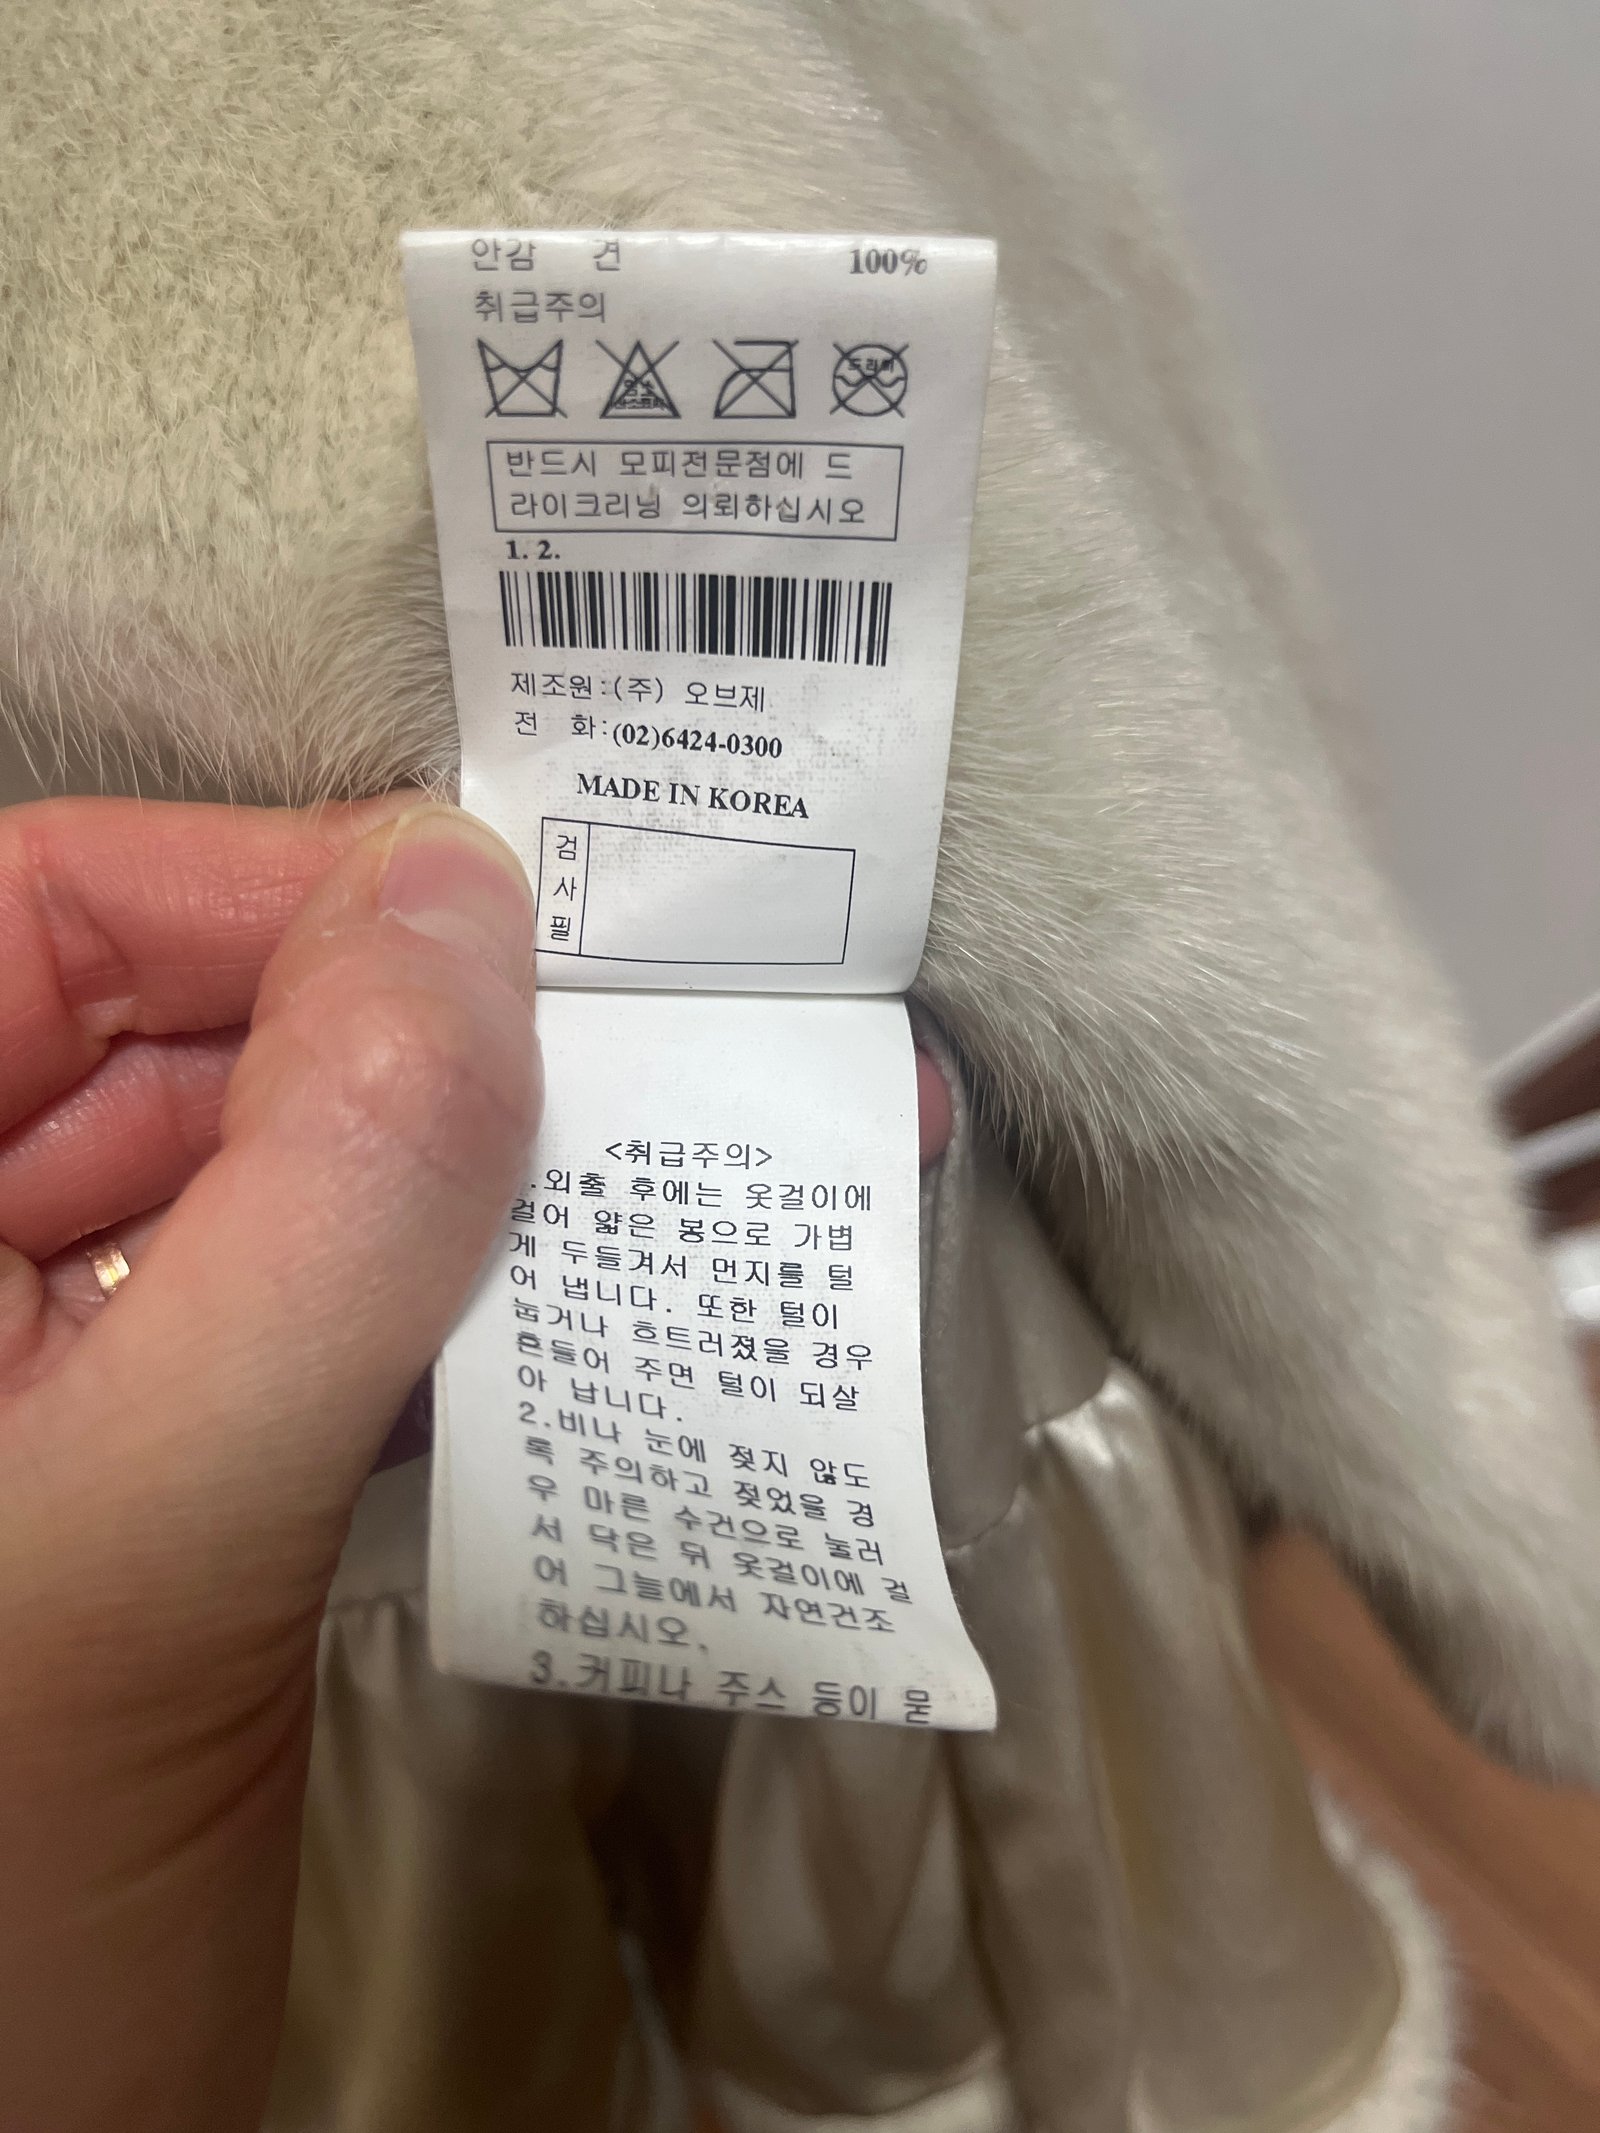 안감 견 100%
취급주의
드라이
반드시 모피전문점에 드
라이크리닝 의뢰하십시오
1. 2.
제조원:(주) 오브제
전 화:(02)6424-0300
MADE IN KOREA
검
사
필
<취급주의>
.외출 후에는 옷걸이에
걸어 얇은 봉으로 가볍
게 두들겨서 먼지를 털
어 냅니다. 또한 털이
눕거나 흐트러졌을 경우
흔들어 주면 털이 되살
아 납니다.
2.비나 눈에 젖지 않도
록 주의하고 젖었을 경
우 마른 수건으로 눌러
서 닦은 뒤 옷걸이에 걸
어 그늘에서 자연건조
하십시오.
3.커피나 주스 등이 묻